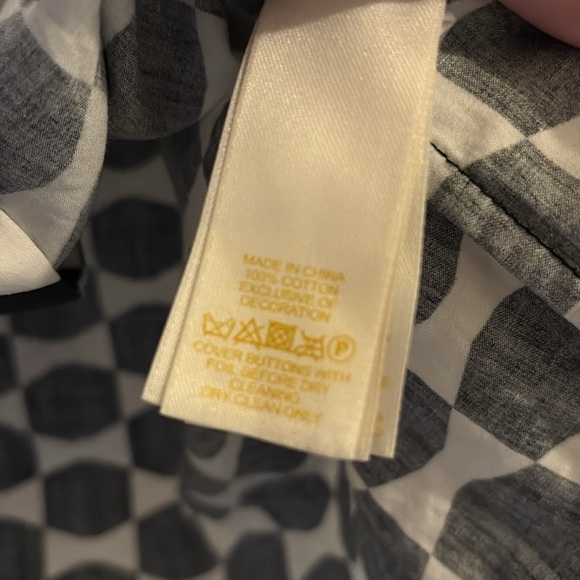 MADE IN CHINA
100% COTTON
EXCLUSIVE OF
DECORATION
P
COVER BUTTONS WITH
FOIL BEFORE DRY
CLEANING.
DRY CLEAN ONLY